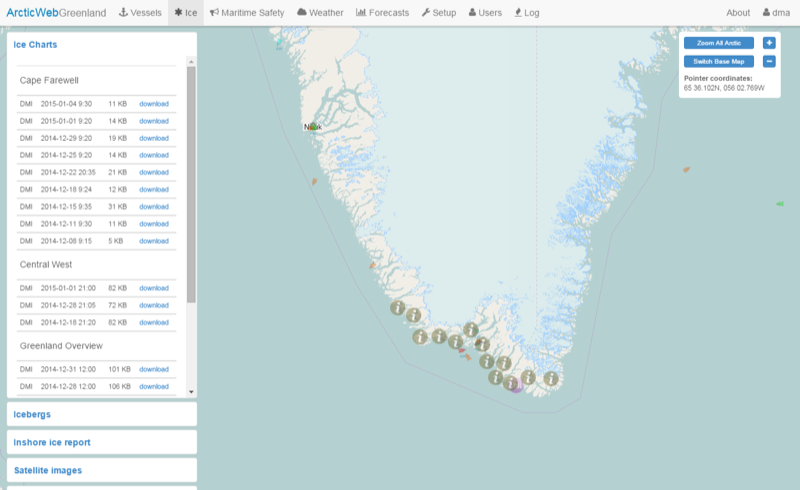 ArcticWebGreenland Vessels Ice Maritime Safety Weather Forecasts Setup Users Log About dma
Ice Charts
Cape Farewell
DMI 2015-01-04 9:30 11 KB download
DMI 2015-01-01 9:20 14 KB download
DMI 2014-12-29 9:20 19 KB download
DMI 2014-12-25 9:20 14 KB download
DMI 2014-12-22 20:35 21 KB download
DMI 2014-12-18 9:24 12 KB download
DMI 2014-12-15 9:35 31 KB download
DMI 2014-12-11 9:30 11 KB download
DMI 2014-12-08 9:15 5 KB download
Central West
DMI 2015-01-01 21:00 82 KB download
DMI 2014-12-28 21:05 72 KB download
DMI 2014-12-18 21:20 82 KB download
Greenland Overview
DMI 2014-12-31 12:00 101 KB download
DMI 2014-12-28 12:00 106 KB download
Icebergs
Inshore ice report
Satellite images
Zoom All Arctic
Switch Base Map
Pointer coordinates:
65 36.102N, 056 02.769W